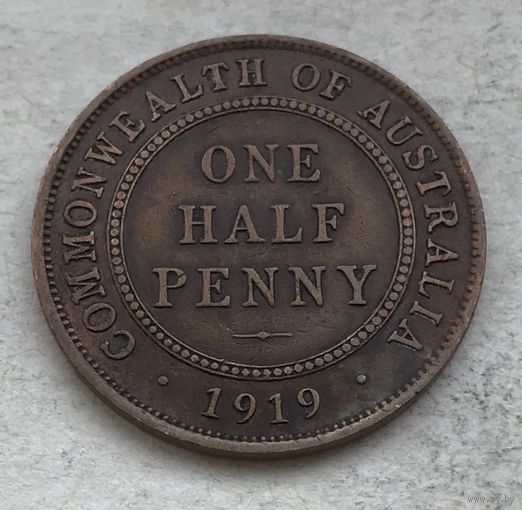 COMMONWEALTH OF AUSTRALIA
ONE
HALF
PENNY
· 1919 ·